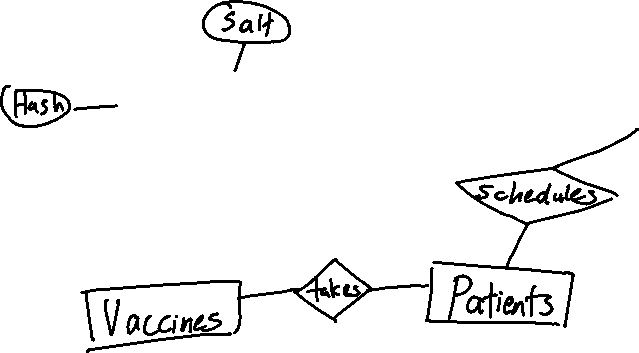 Salt
Hash
schedules
takes
Patients
Vaccines